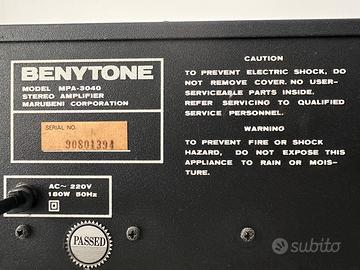 BENYTONE
MODEL MPA-3040
STEREO AMPLIFIER
MARUBENI CORPORATION
SERIAL NO.
90801394
AC~ 220V
180W 50Hz
PASSED
CAUTION
TO PREVENT ELECTRIC SHOCK, DO
NOT REMOVE COVER. NO USER-
SERVICEABLE PARTS INSIDE.
REFER SERVICING TO QUALIFIED
SERVICE PERSONNEL.
WARNING
TO PREVENT FIRE OR SHOCK
HAZARD, DO NOT EXPOSE THIS
APPLIANCE TO RAIN OR MOIS-
TURE.
subito